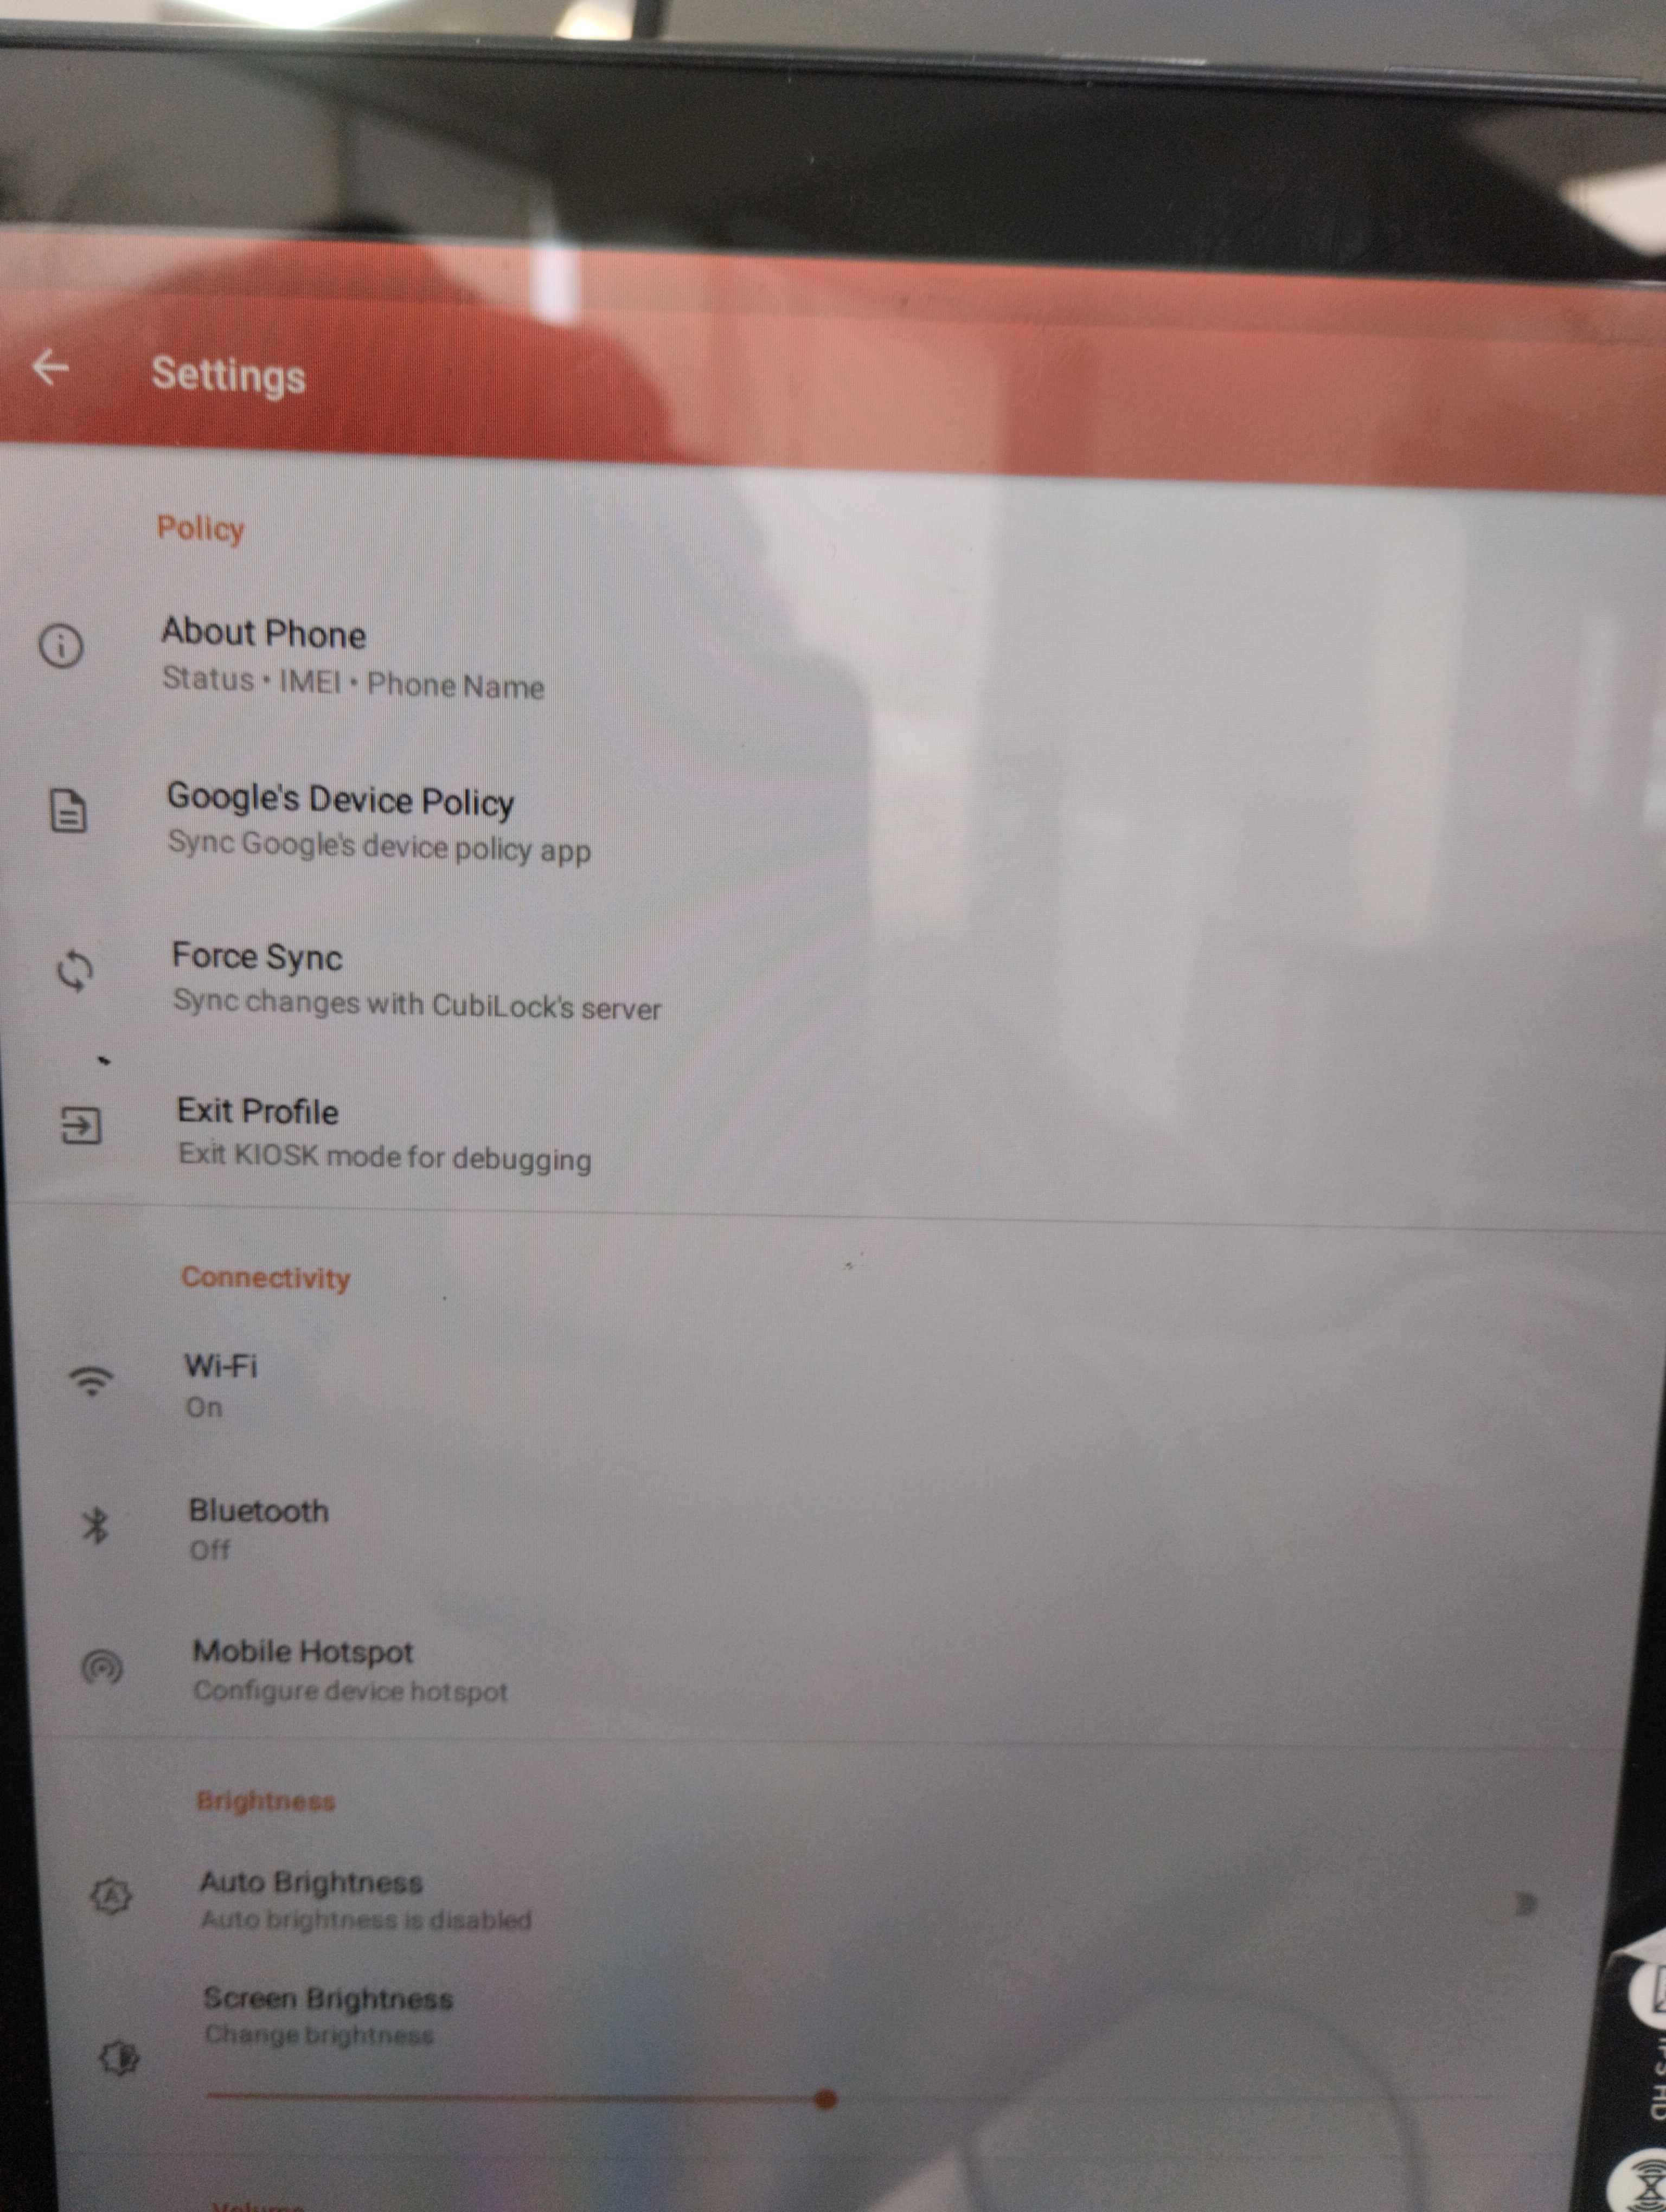 Settings
Policy
About Phone
Status • IMEI • Phone Name
Google's Device Policy
Sync Google's device policy app
Force Sync
Sync changes with CubiLock's server
Exit Profile
Exit KIOSK mode for debugging
Connectivity
Wi-Fi
On
Bluetooth
Off
Mobile Hotspot
Configure device hotspot
Brightness
Auto Brightness
Auto brightness is disabled
Screen Brightness
Change brightness
Volume
HD